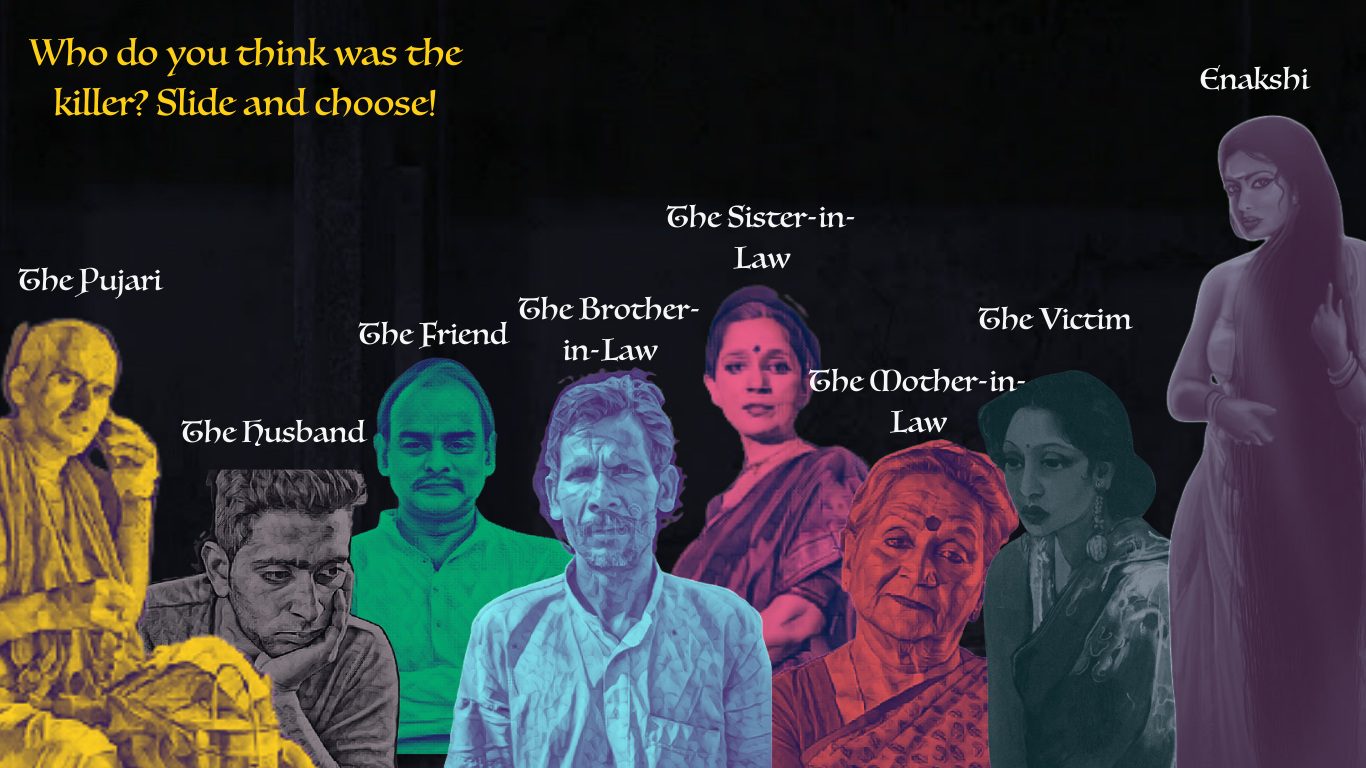 Who do you think was the
killer? Slide and choose!
Enakshi
The Sister-in-
Law
The Pujari
The Brother-
in-Law
The Victim
The Friend
The Mother-in-
Law
The Husband